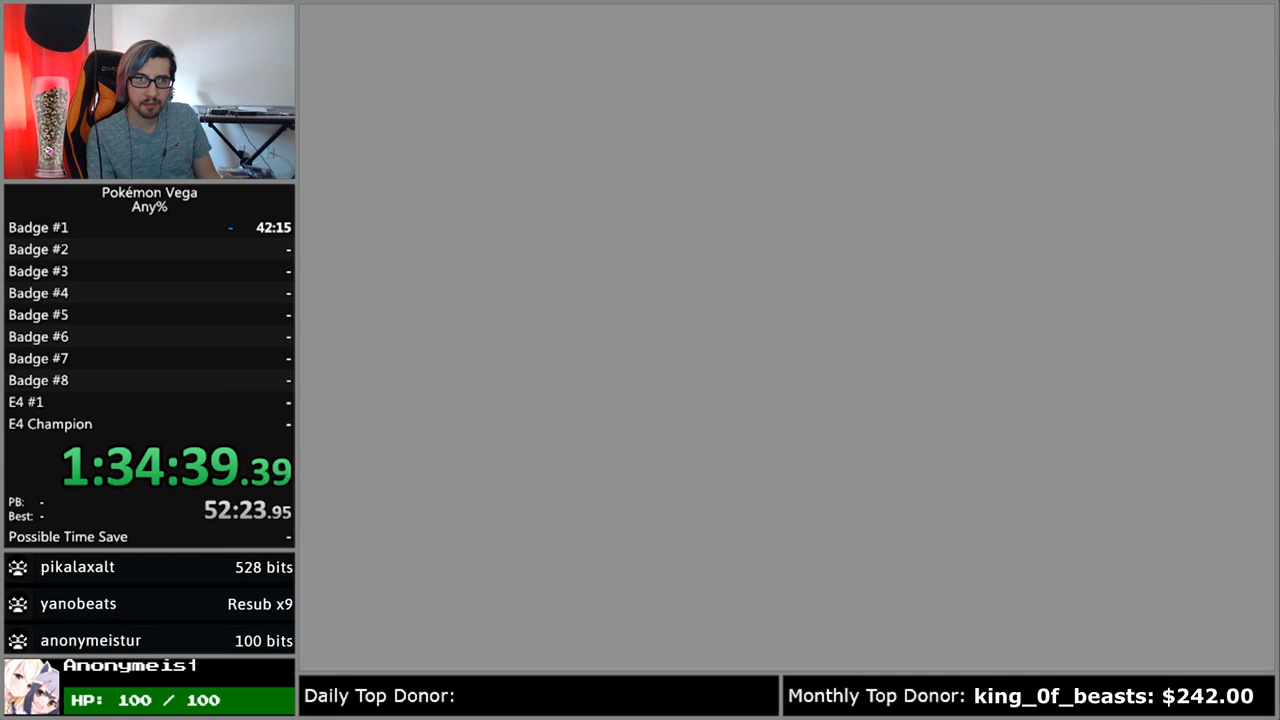 Pokémon Vega
Any%
Badge #1 - 42:15
Badge #2 -
Badge #3 -
Badge #4 -
Badge #5 -
Badge #6 -
Badge #7 -
Badge #8 -
E4 #1 -
E4 Champion -
1:34:39.39
PB: -
Best: -
52:23.95
Possible Time Save -
pikalaxalt 528 bits
yanobeats Resub x9
anonymeistur 100 bits
Anonymeist
HP: 100 / 100
Daily Top Donor:
Monthly Top Donor: king_0f_beasts: $242.00